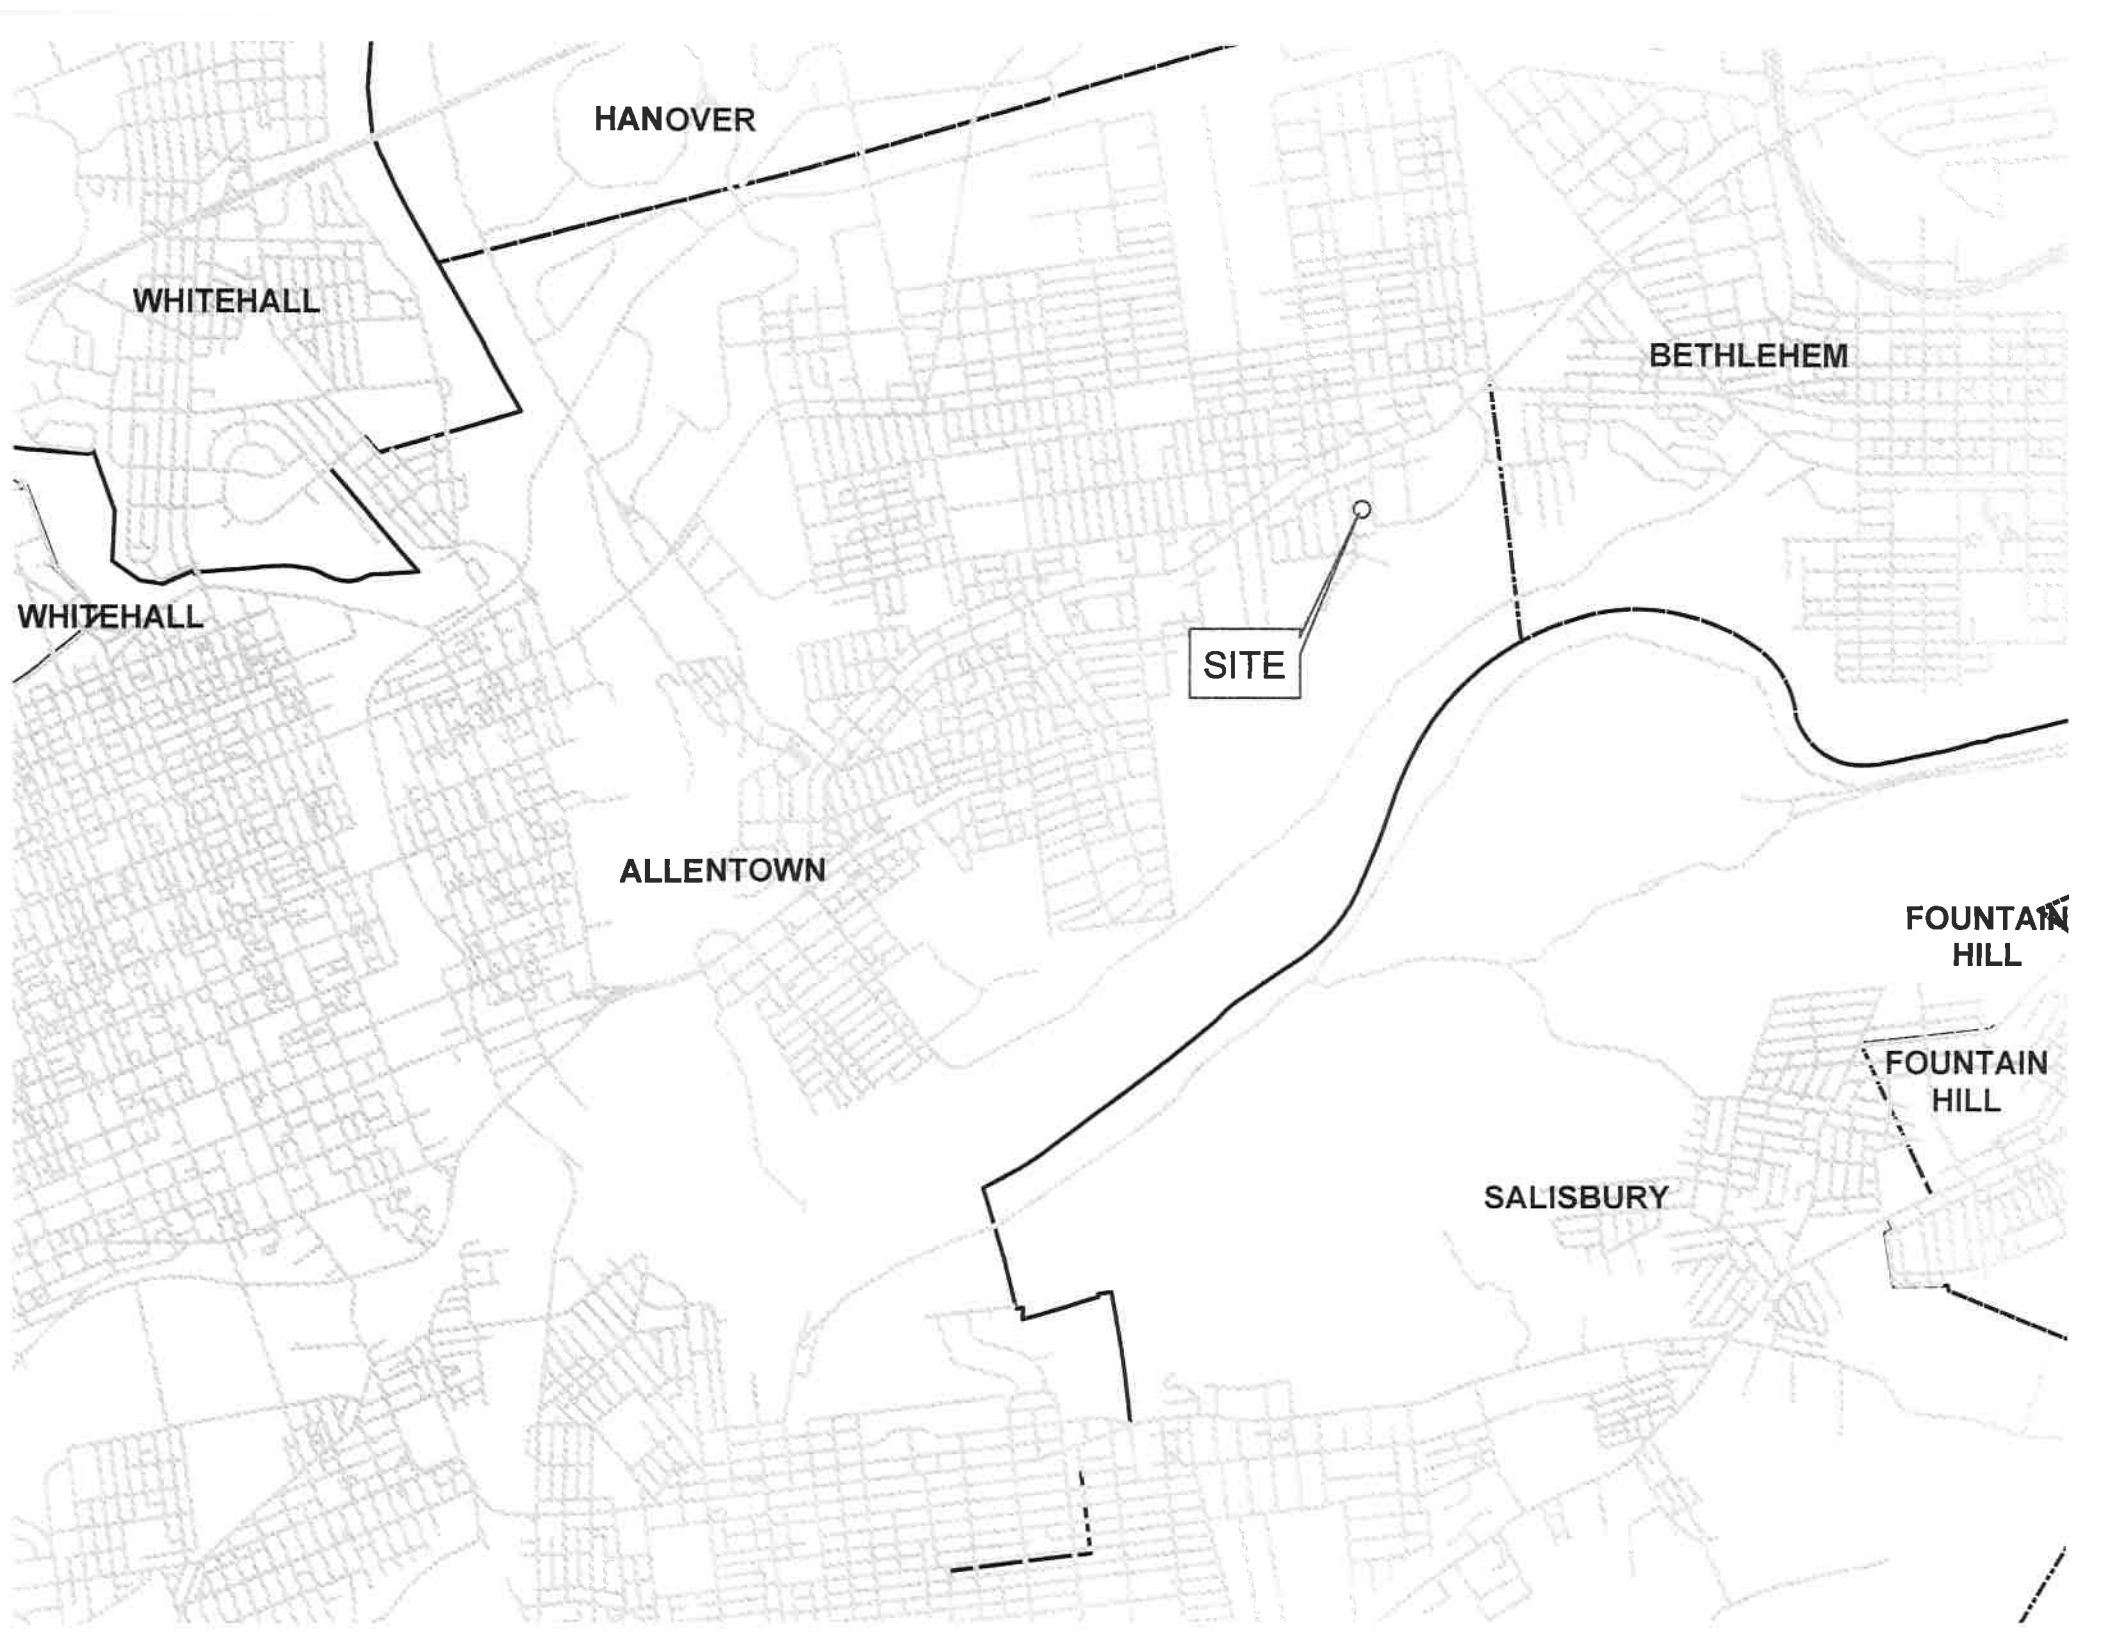 HANOVER
WHITEHALL
BETHLEHEM
WHITEHALL
SITE
ALLENTOWN
FOUNTAIN
HILL
FOUNTAIN
HILL
SALISBURY